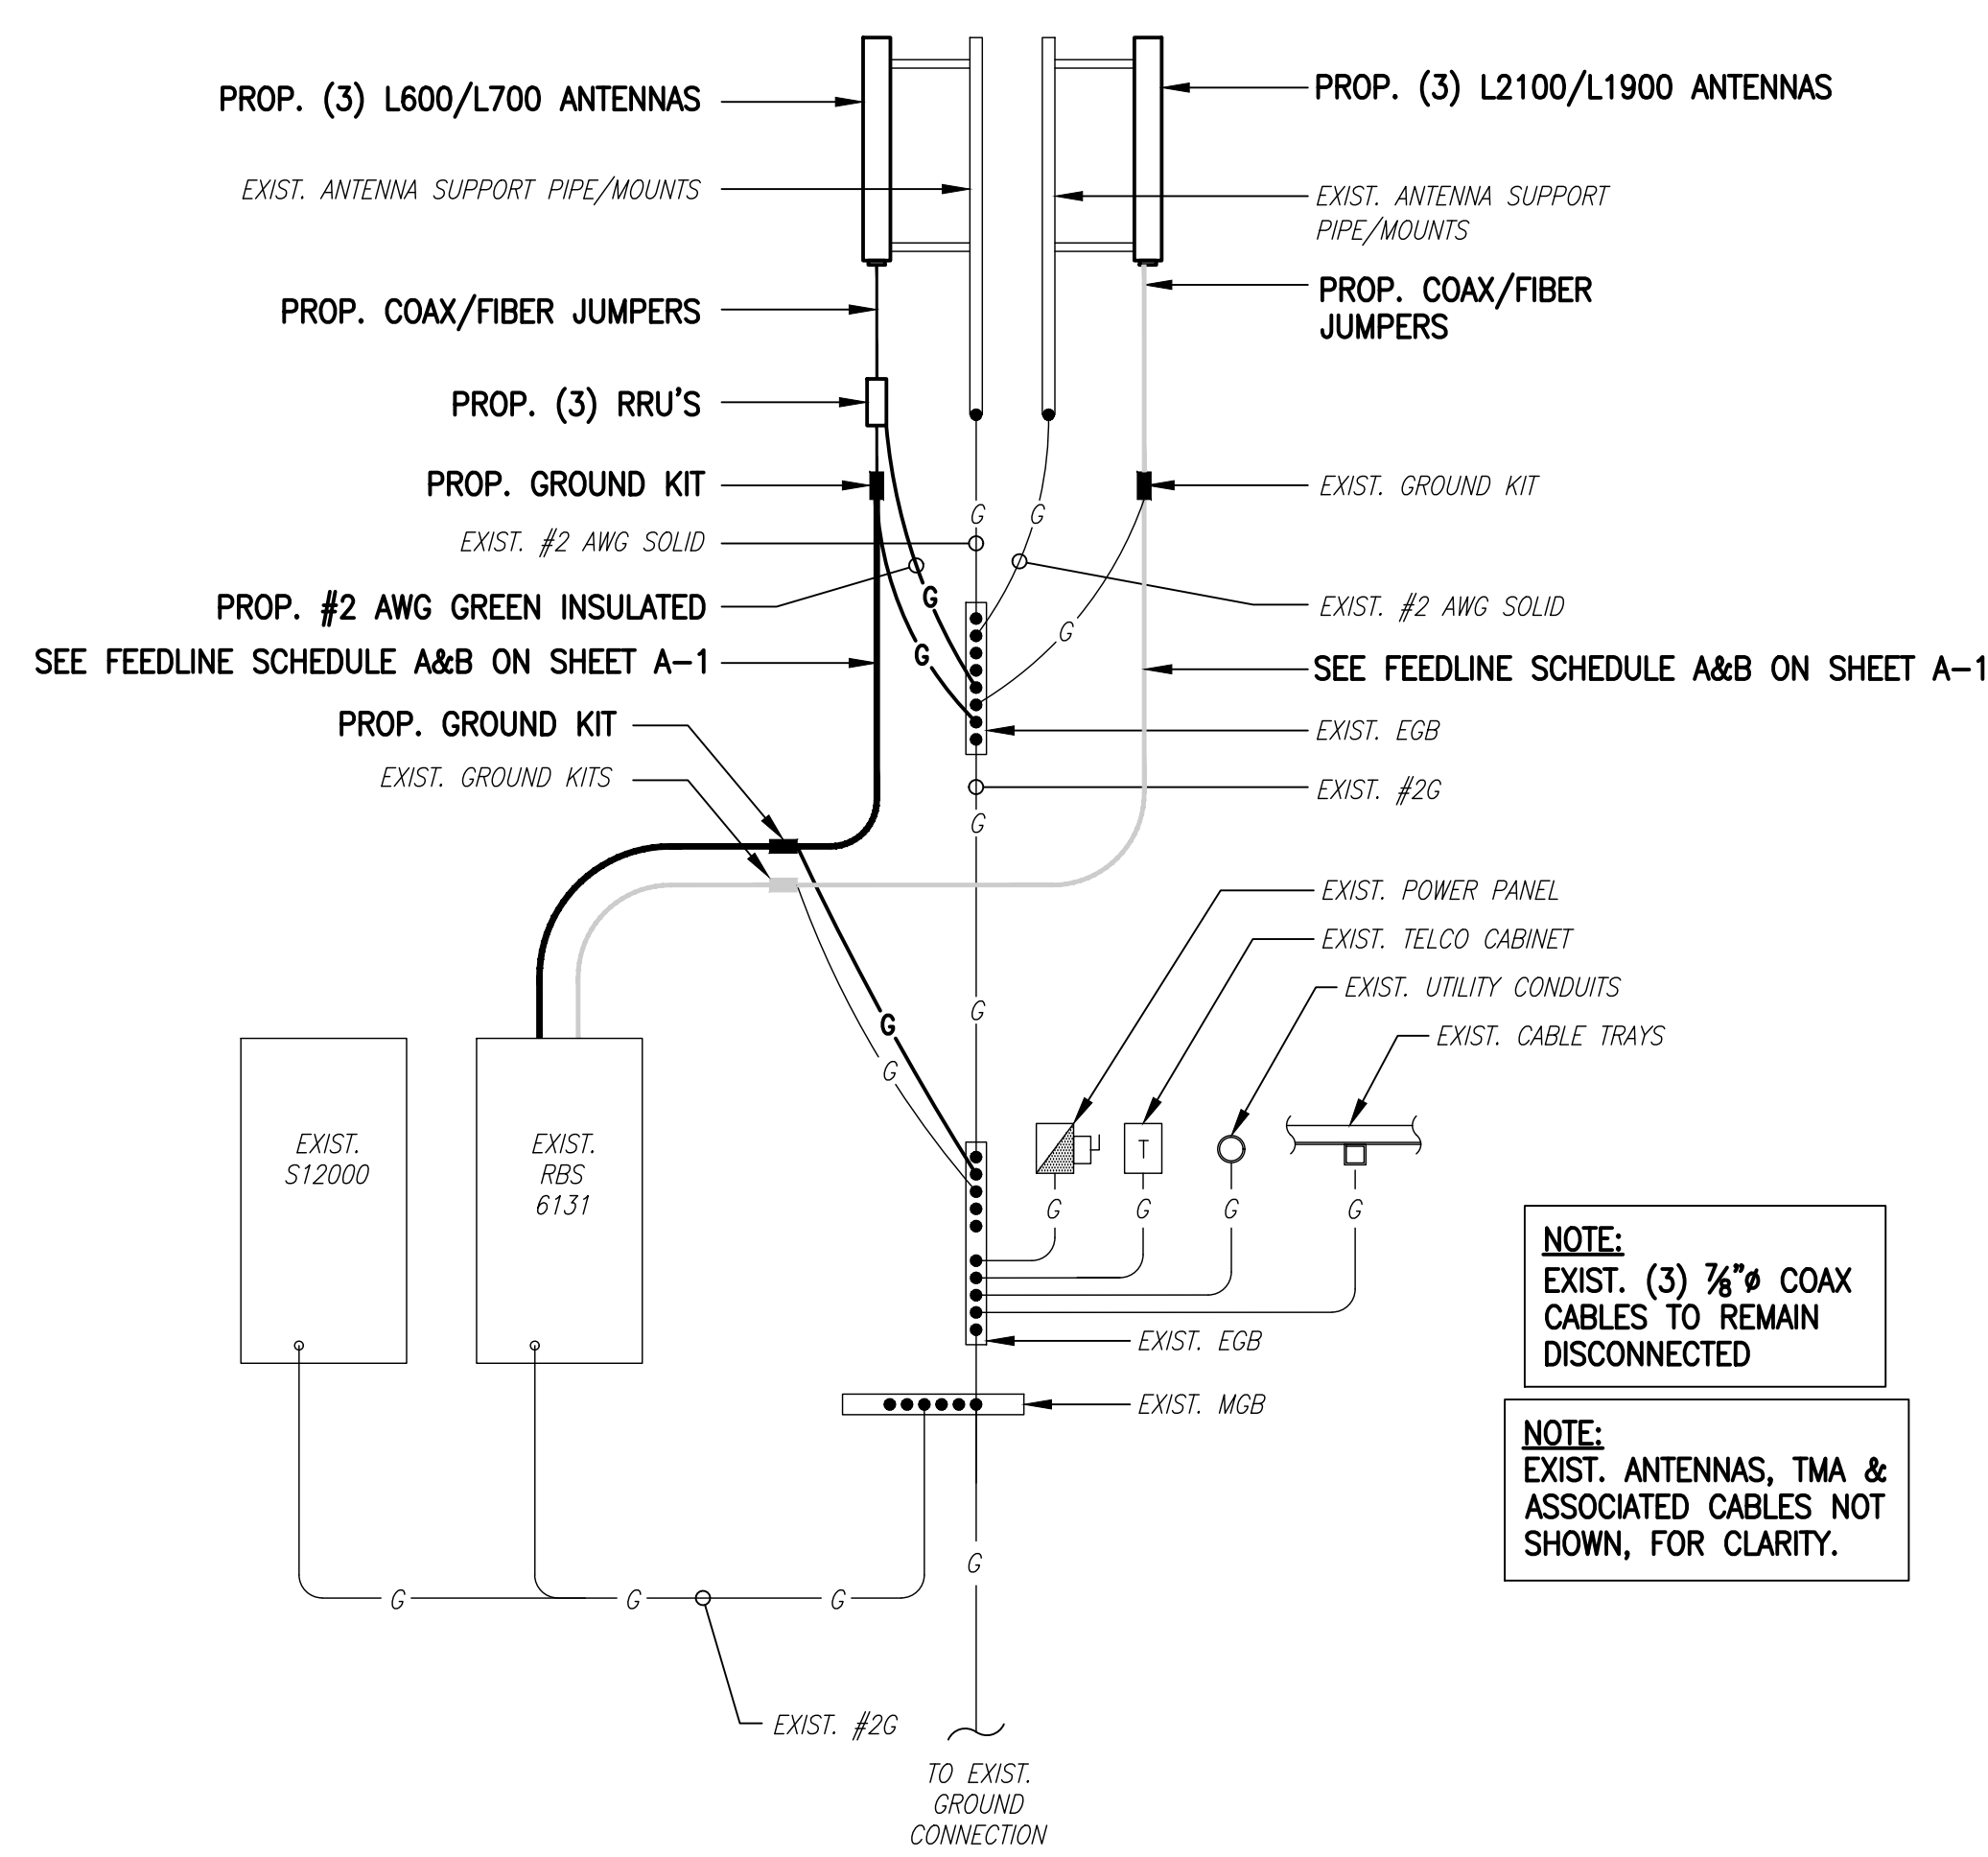 PROP. (3) L600/L700 ANTENNAS
PROP. (3) L2100/L1900 ANTENNAS
EXIST. ANTENNA SUPPORT PIPE/MOUNTS
EXIST. ANTENNA SUPPORT
PIPE/MOUNTS
PROP. COAX/FIBER JUMPERS
PROP. COAX/FIBER
JUMPERS
PROP. (3) RRU'S
PROP. GROUND KIT
EXIST. GROUND KIT
G
G
EXIST. #2 AWG SOLID
PROP. #2 AWG GREEN INSULATED
G
EXIST. #2 AWG SOLID
G
G
SEE FEEDLINE SCHEDULE A&B ON SHEET A-1
SEE FEEDLINE SCHEDULE A&B ON SHEET A-1
PROP. GROUND KIT
EXIST. EGB
EXIST. GROUND KITS
EXIST. #2G
G
EXIST. POWER PANEL
EXIST. TELCO CABINET
EXIST. UTILITY CONDUITS
G
G
EXIST. CABLE TRAYS
G
EXIST.
S12000
EXIST.
RBS
6131
T
G
G
G
G
NOTE:
EXIST. (3) ⅞"ø COAX
CABLES TO REMAIN
DISCONNECTED
EXIST. EGB
EXIST. MGB
NOTE:
EXIST. ANTENNAS, TMA &
ASSOCIATED CABLES NOT
SHOWN, FOR CLARITY.
G
G
G
G
EXIST. #2G
TO EXIST.
GROUND
CONNECTION